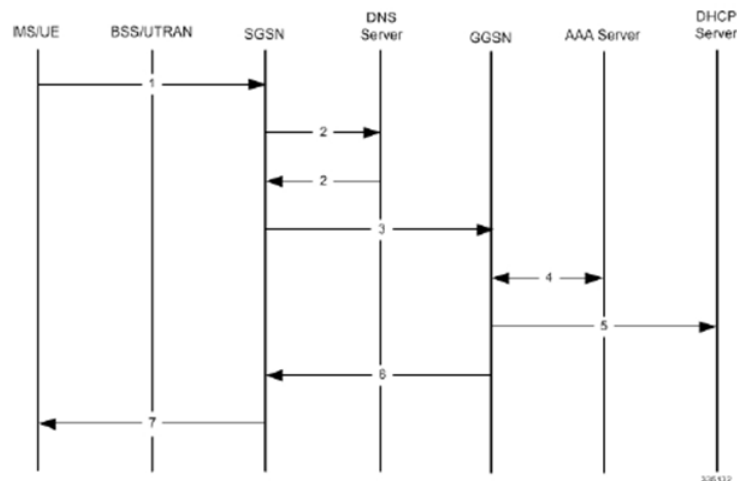 MS/UE
BSS/UTRAN
SGSN
DNS
Server
GGSN
AAA Server
DHCP
Server
1
2
2
3
4
5
6
7